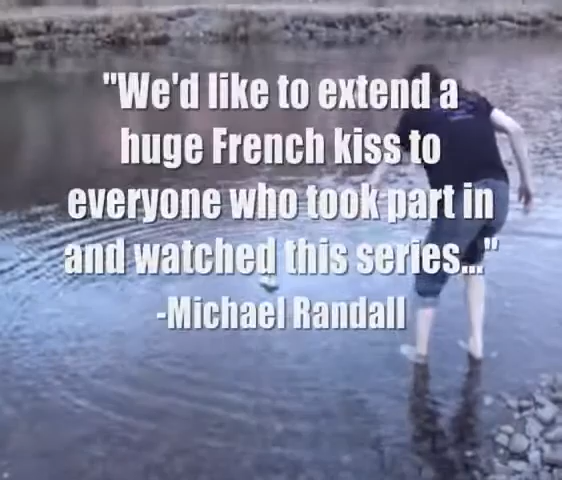 "We'd like to extend a
huge French kiss to
everyone who took part in
and watched this series..."
-Michael Randall